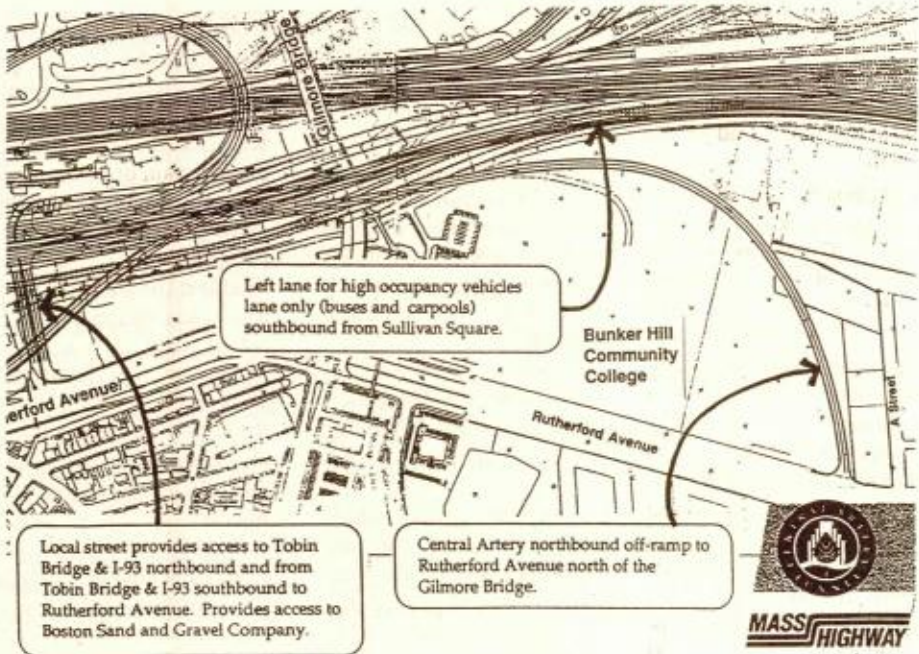 Gilmore Bridge
Left lane for high occupancy vehicles
lane only (buses and carpools)
southbound from Sullivan Square.
Bunker Hill
Community
College
A Street
erford Avenue
Rutherford Avenue
Local street provides access to Tobin
Bridge & I-93 northbound and from
Tobin Bridge & I-93 southbound to
Rutherford Avenue. Provides access to
Boston Sand and Gravel Company.
Central Artery northbound off-ramp to
Rutherford Avenue north of the
Gilmore Bridge.
MASS
HIGHWAY